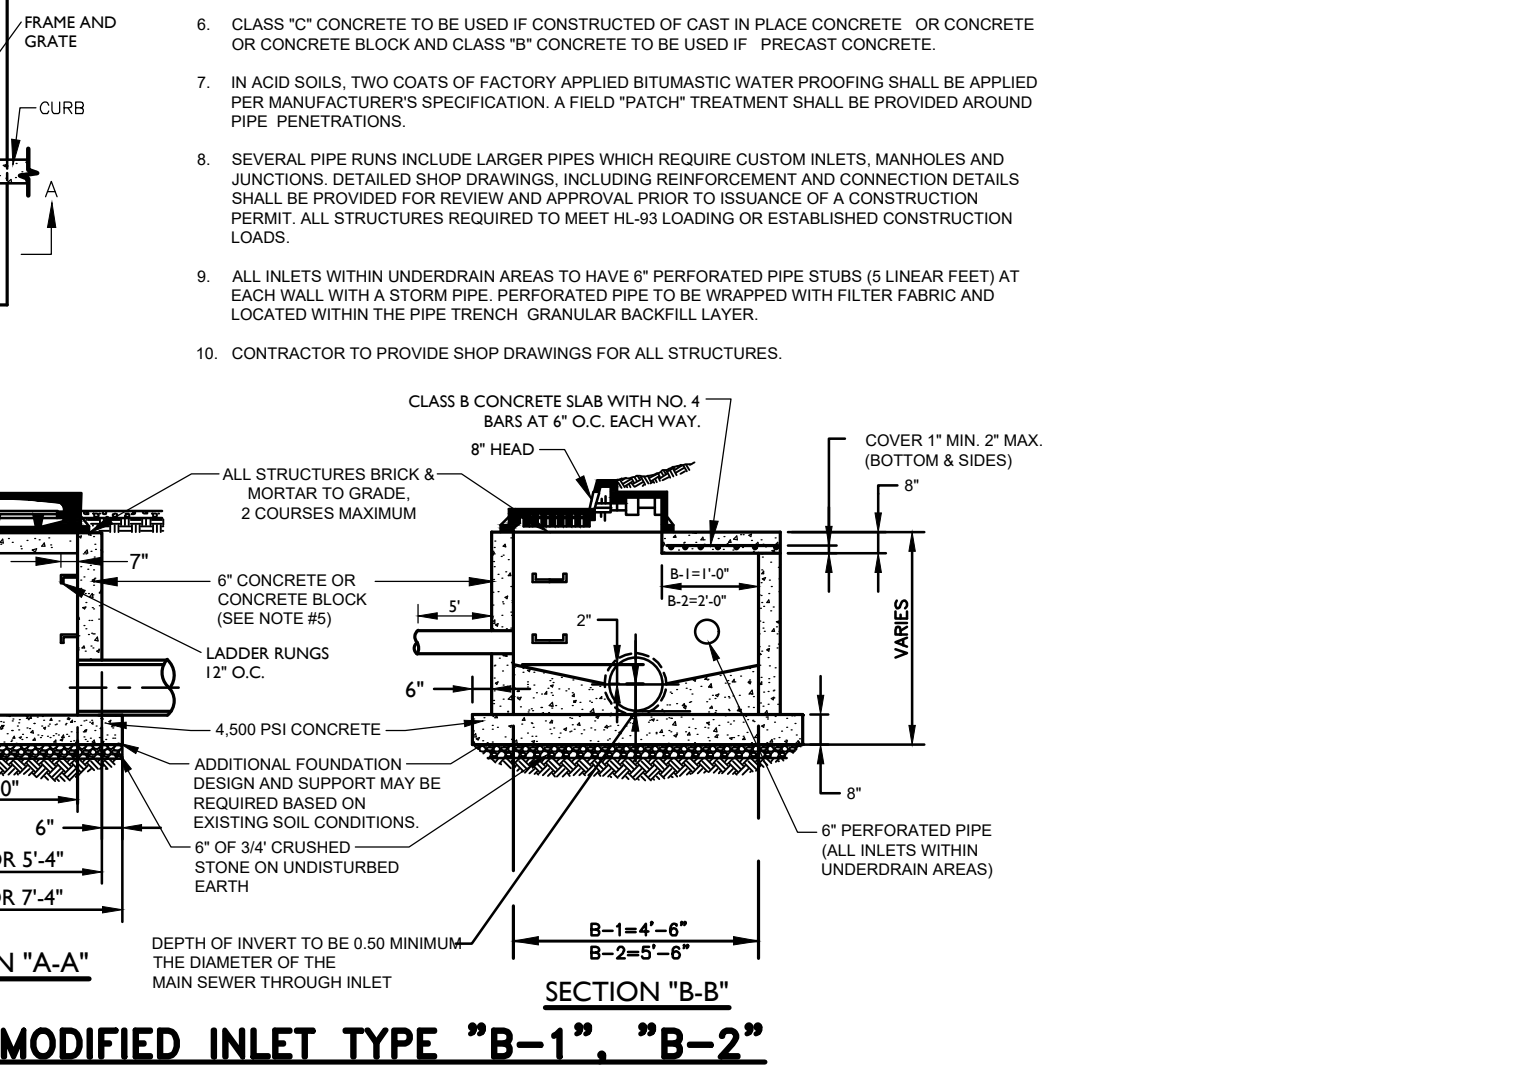 FRAME AND
GRATE
CURB
A
6. CLASS "C" CONCRETE TO BE USED IF CONSTRUCTED OF CAST IN PLACE CONCRETE OR CONCRETE
OR CONCRETE BLOCK AND CLASS "B" CONCRETE TO BE USED IF PRECAST CONCRETE.
7. IN ACID SOILS, TWO COATS OF FACTORY APPLIED BITUMASTIC WATER PROOFING SHALL BE APPLIED
PER MANUFACTURER'S SPECIFICATION. A FIELD "PATCH" TREATMENT SHALL BE PROVIDED AROUND
PIPE PENETRATIONS.
8. SEVERAL PIPE RUNS INCLUDE LARGER PIPES WHICH REQUIRE CUSTOM INLETS, MANHOLES AND
JUNCTIONS. DETAILED SHOP DRAWINGS, INCLUDING REINFORCEMENT AND CONNECTION DETAILS
SHALL BE PROVIDED FOR REVIEW AND APPROVAL PRIOR TO ISSUANCE OF A CONSTRUCTION
PERMIT. ALL STRUCTURES REQUIRED TO MEET HL-93 LOADING OR ESTABLISHED CONSTRUCTION
LOADS.
9. ALL INLETS WITHIN UNDERDRAIN AREAS TO HAVE 6" PERFORATED PIPE STUBS (5 LINEAR FEET) AT
EACH WALL WITH A STORM PIPE. PERFORATED PIPE TO BE WRAPPED WITH FILTER FABRIC AND
LOCATED WITHIN THE PIPE TRENCH GRANULAR BACKFILL LAYER.
10. CONTRACTOR TO PROVIDE SHOP DRAWINGS FOR ALL STRUCTURES.
CLASS B CONCRETE SLAB WITH NO. 4
BARS AT 6" O.C. EACH WAY.
8" HEAD
COVER 1" MIN. 2" MAX.
(BOTTOM & SIDES)
8"
ALL STRUCTURES BRICK &
MORTAR TO GRADE,
2 COURSES MAXIMUM
7"
6" CONCRETE OR
CONCRETE BLOCK
(SEE NOTE #5)
B-1=1'-0"
B-2=2'-0"
5'
2"
VARIES
LADDER RUNGS
12" O.C.
6"
4,500 PSI CONCRETE
ADDITIONAL FOUNDATION
DESIGN AND SUPPORT MAY BE
REQUIRED BASED ON
EXISTING SOIL CONDITIONS.
8"
0"
6"
6" OF 3/4' CRUSHED
STONE ON UNDISTURBED
EARTH
6" PERFORATED PIPE
(ALL INLETS WITHIN
UNDERDRAIN AREAS)
OR 5'-4"
OR 7'-4"
DEPTH OF INVERT TO BE 0.50 MINIMUM
THE DIAMETER OF THE
MAIN SEWER THROUGH INLET
B-1=4'-6"
B-2=5'-6"
N "A-A"
SECTION "B-B"
MODIFIED INLET TYPE "B-1", "B-2"